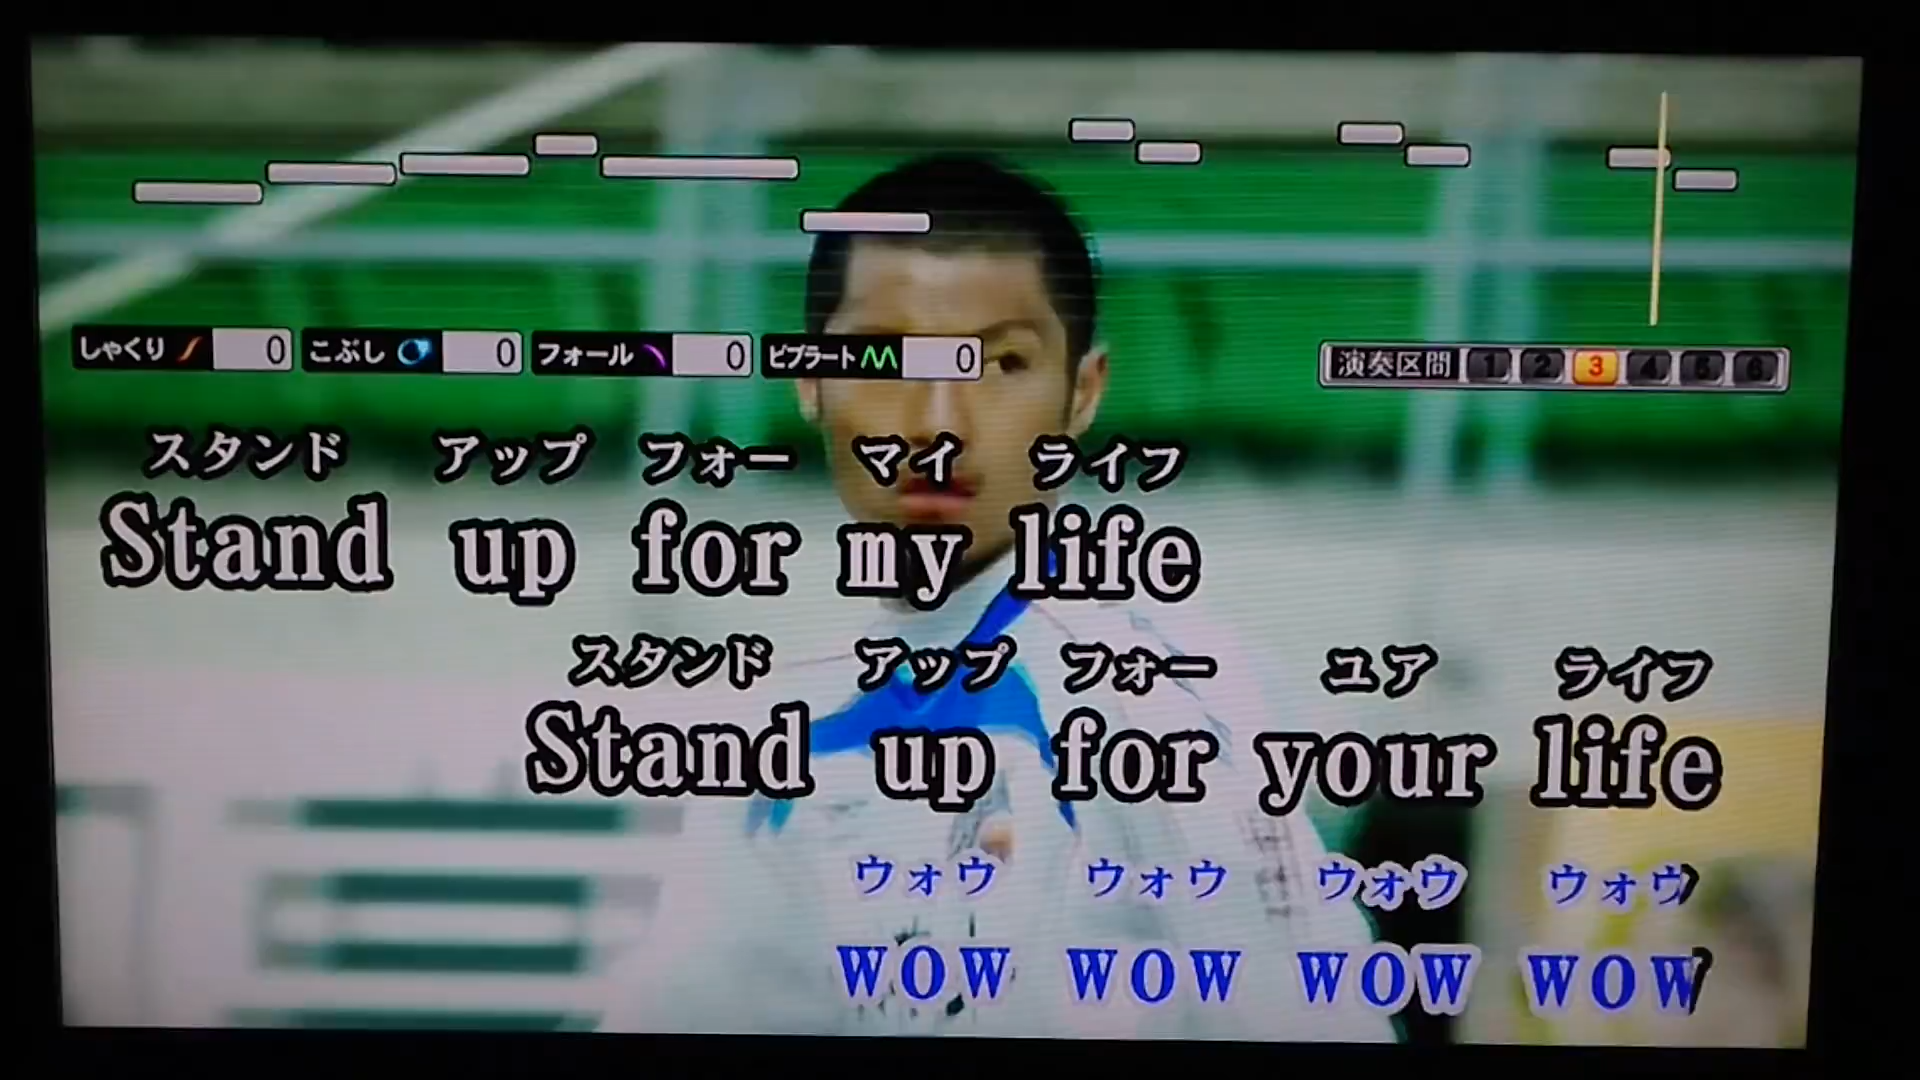 しゃくり 0 こぶし 0 フォール 0 ビブラート 0 演奏区間 1 2 3 4 5 6
スタンド アップ フォー マイ ライフ
Stand up for my life
スタンド アップ フォー ユア ライフ
Stand up for your life
ウォウ ウォウ ウォウ ウォウ
WOW WOW WOW WOW